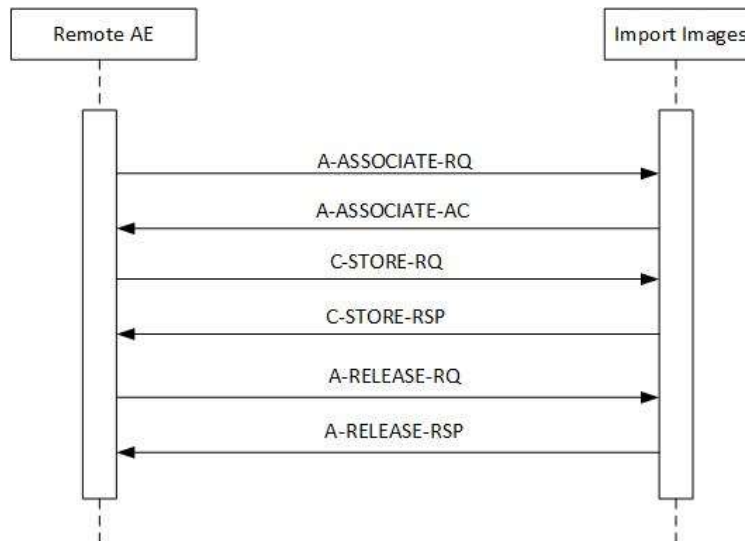 Remote AE
Import Images
A-ASSOCIATE-RQ
A-ASSOCIATE-AC
C-STORE-RQ
C-STORE-RSP
A-RELEASE-RQ
A-RELEASE-RSP